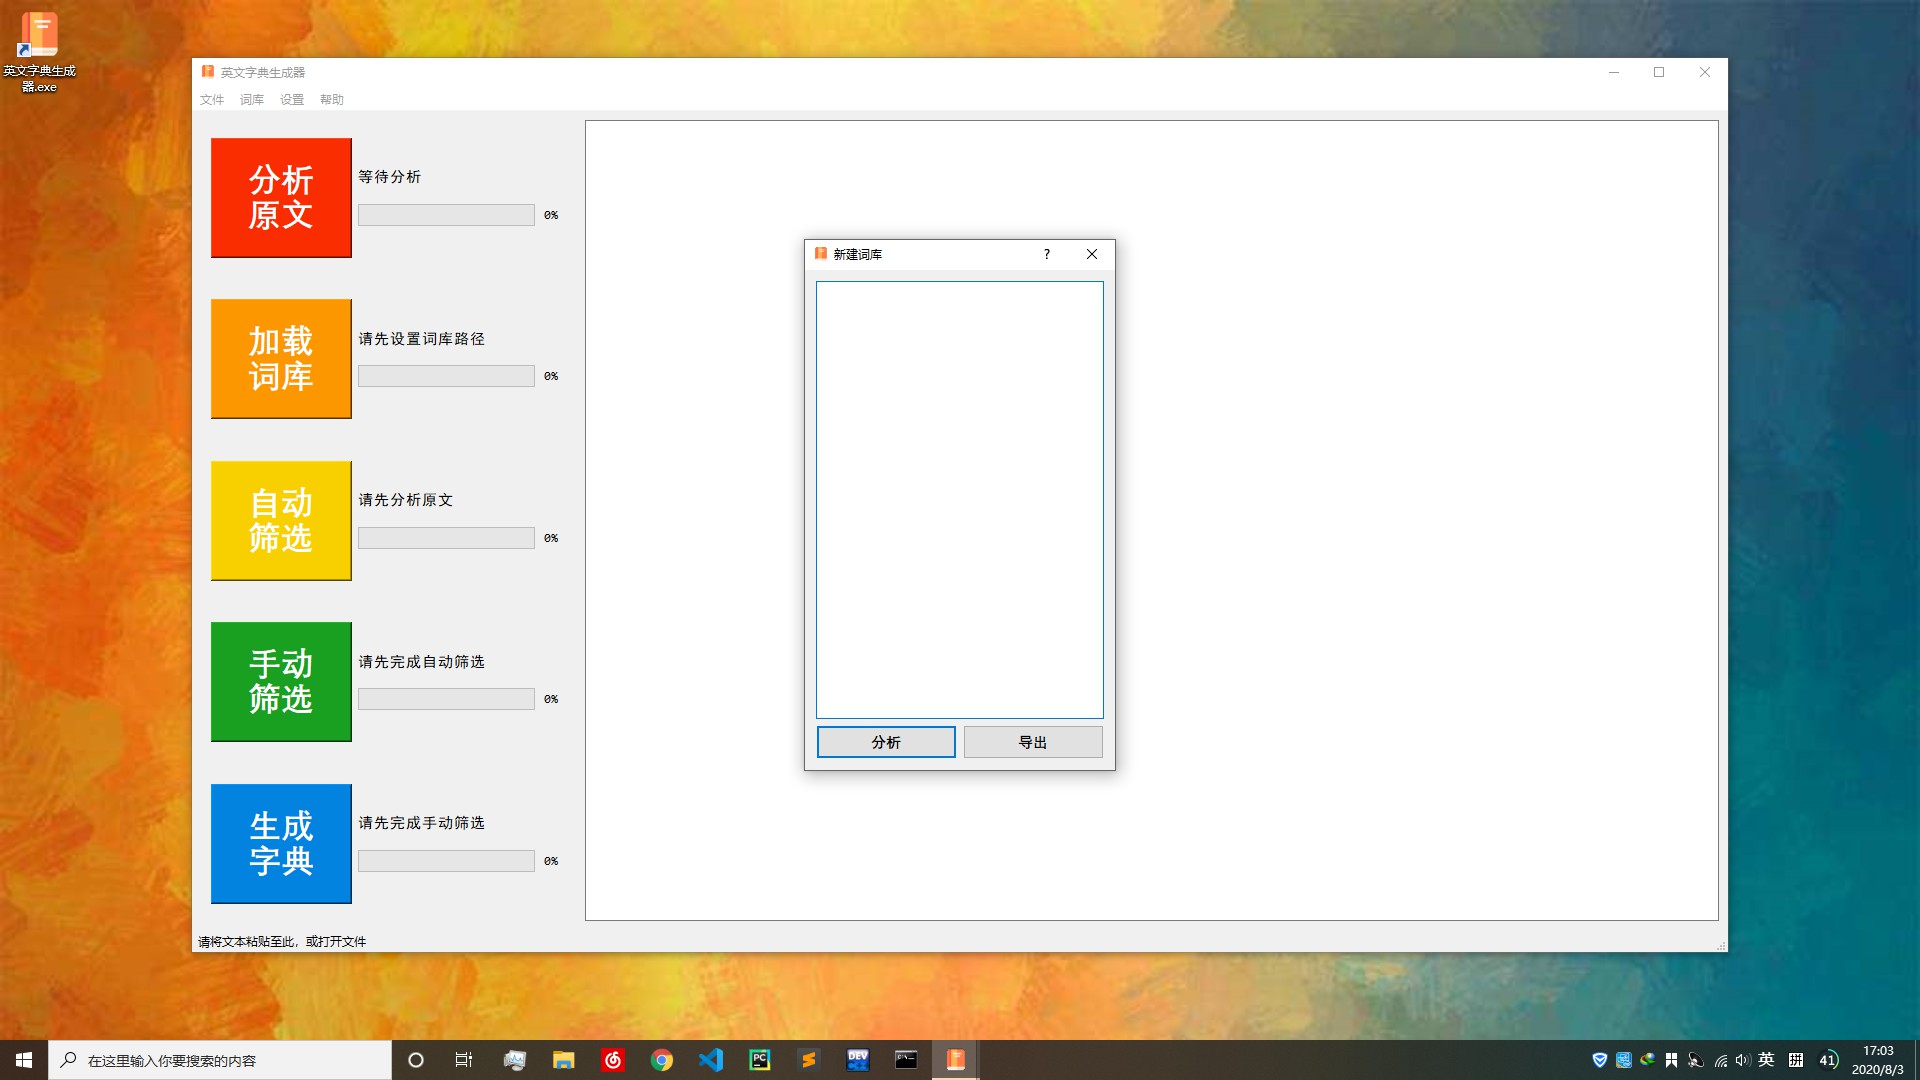 英文字典生成
器.exe
英文字典生成器
文件 词库 设置 帮助
分析
原文
等待分析
0%
加载
词库
请先设置词库路径
0%
自动
筛选
请先分析原文
0%
手动
筛选
请先完成自动筛选
0%
生成
字典
请先完成手动筛选
0%
请将文本粘贴至此，或打开文件
新建词库
?
分析
导出
在这里输入你要搜索的内容
PC
DEV
C:\
英
拼
41
17:03
2020/8/3